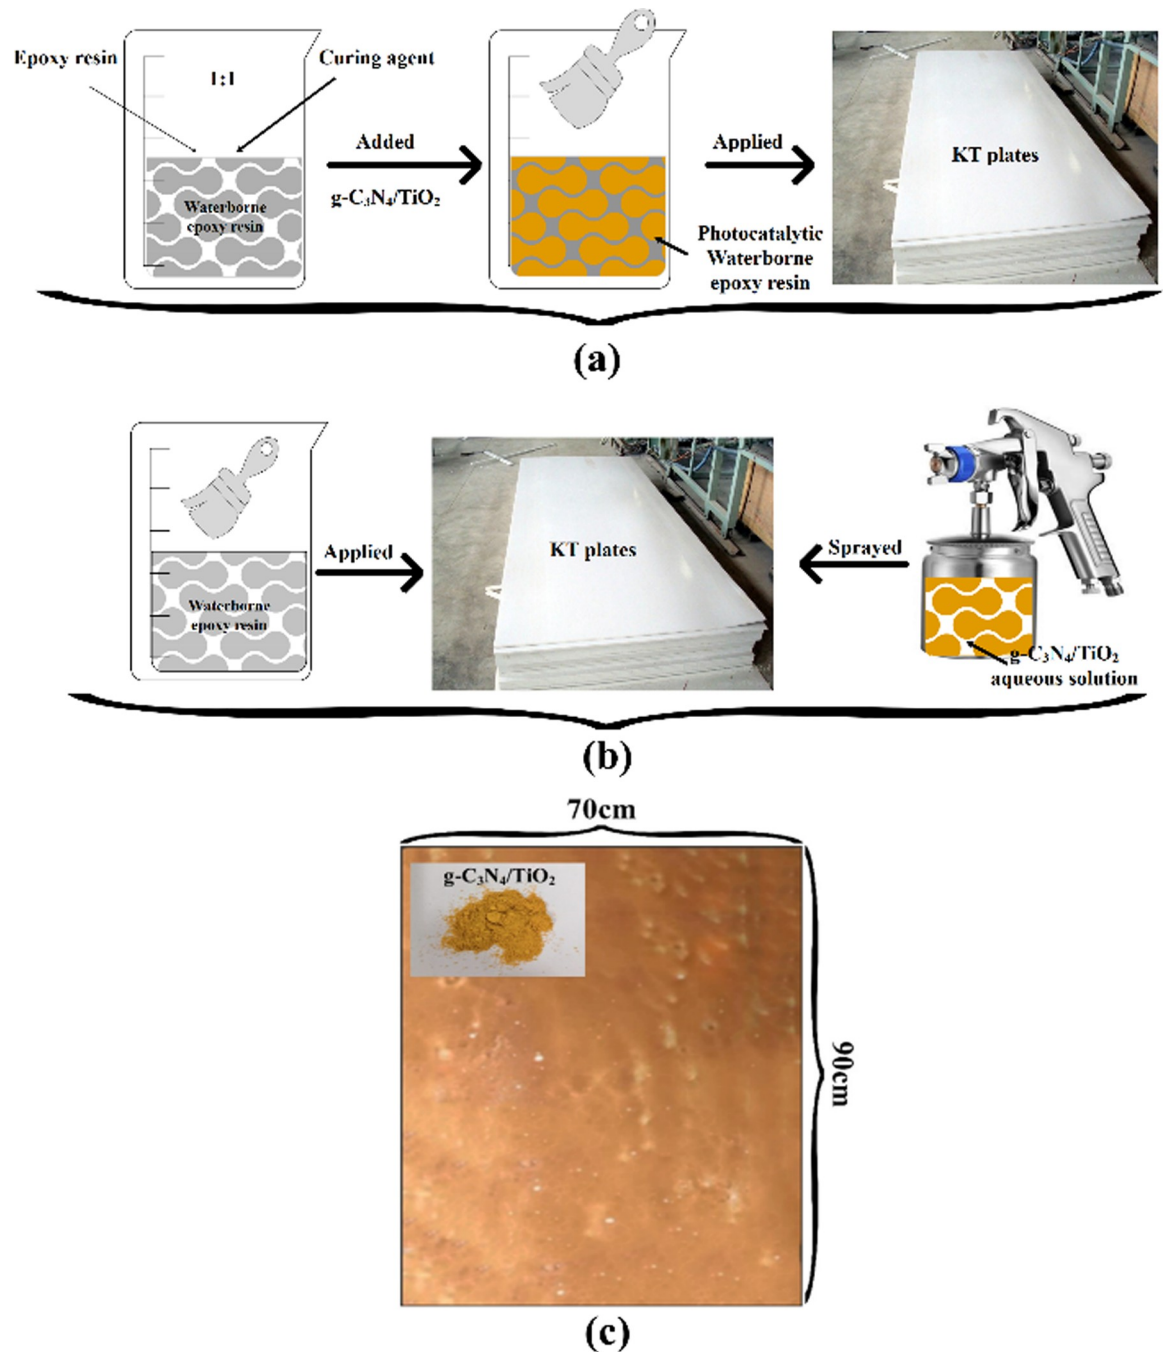 Epoxy resin
1:1
Curing agent
Waterborne
epoxy resin
Added
g-C₃N₄/TiO₂
Applied
Photocatalytic
Waterborne
epoxy resin
KT plates
(a)
Waterborne
epoxy resin
Applied
KT plates
Sprayed
g-C₃N₄/TiO₂
aqueous solution
(b)
70cm
g-C₃N₄/TiO₂
90cm
(c)